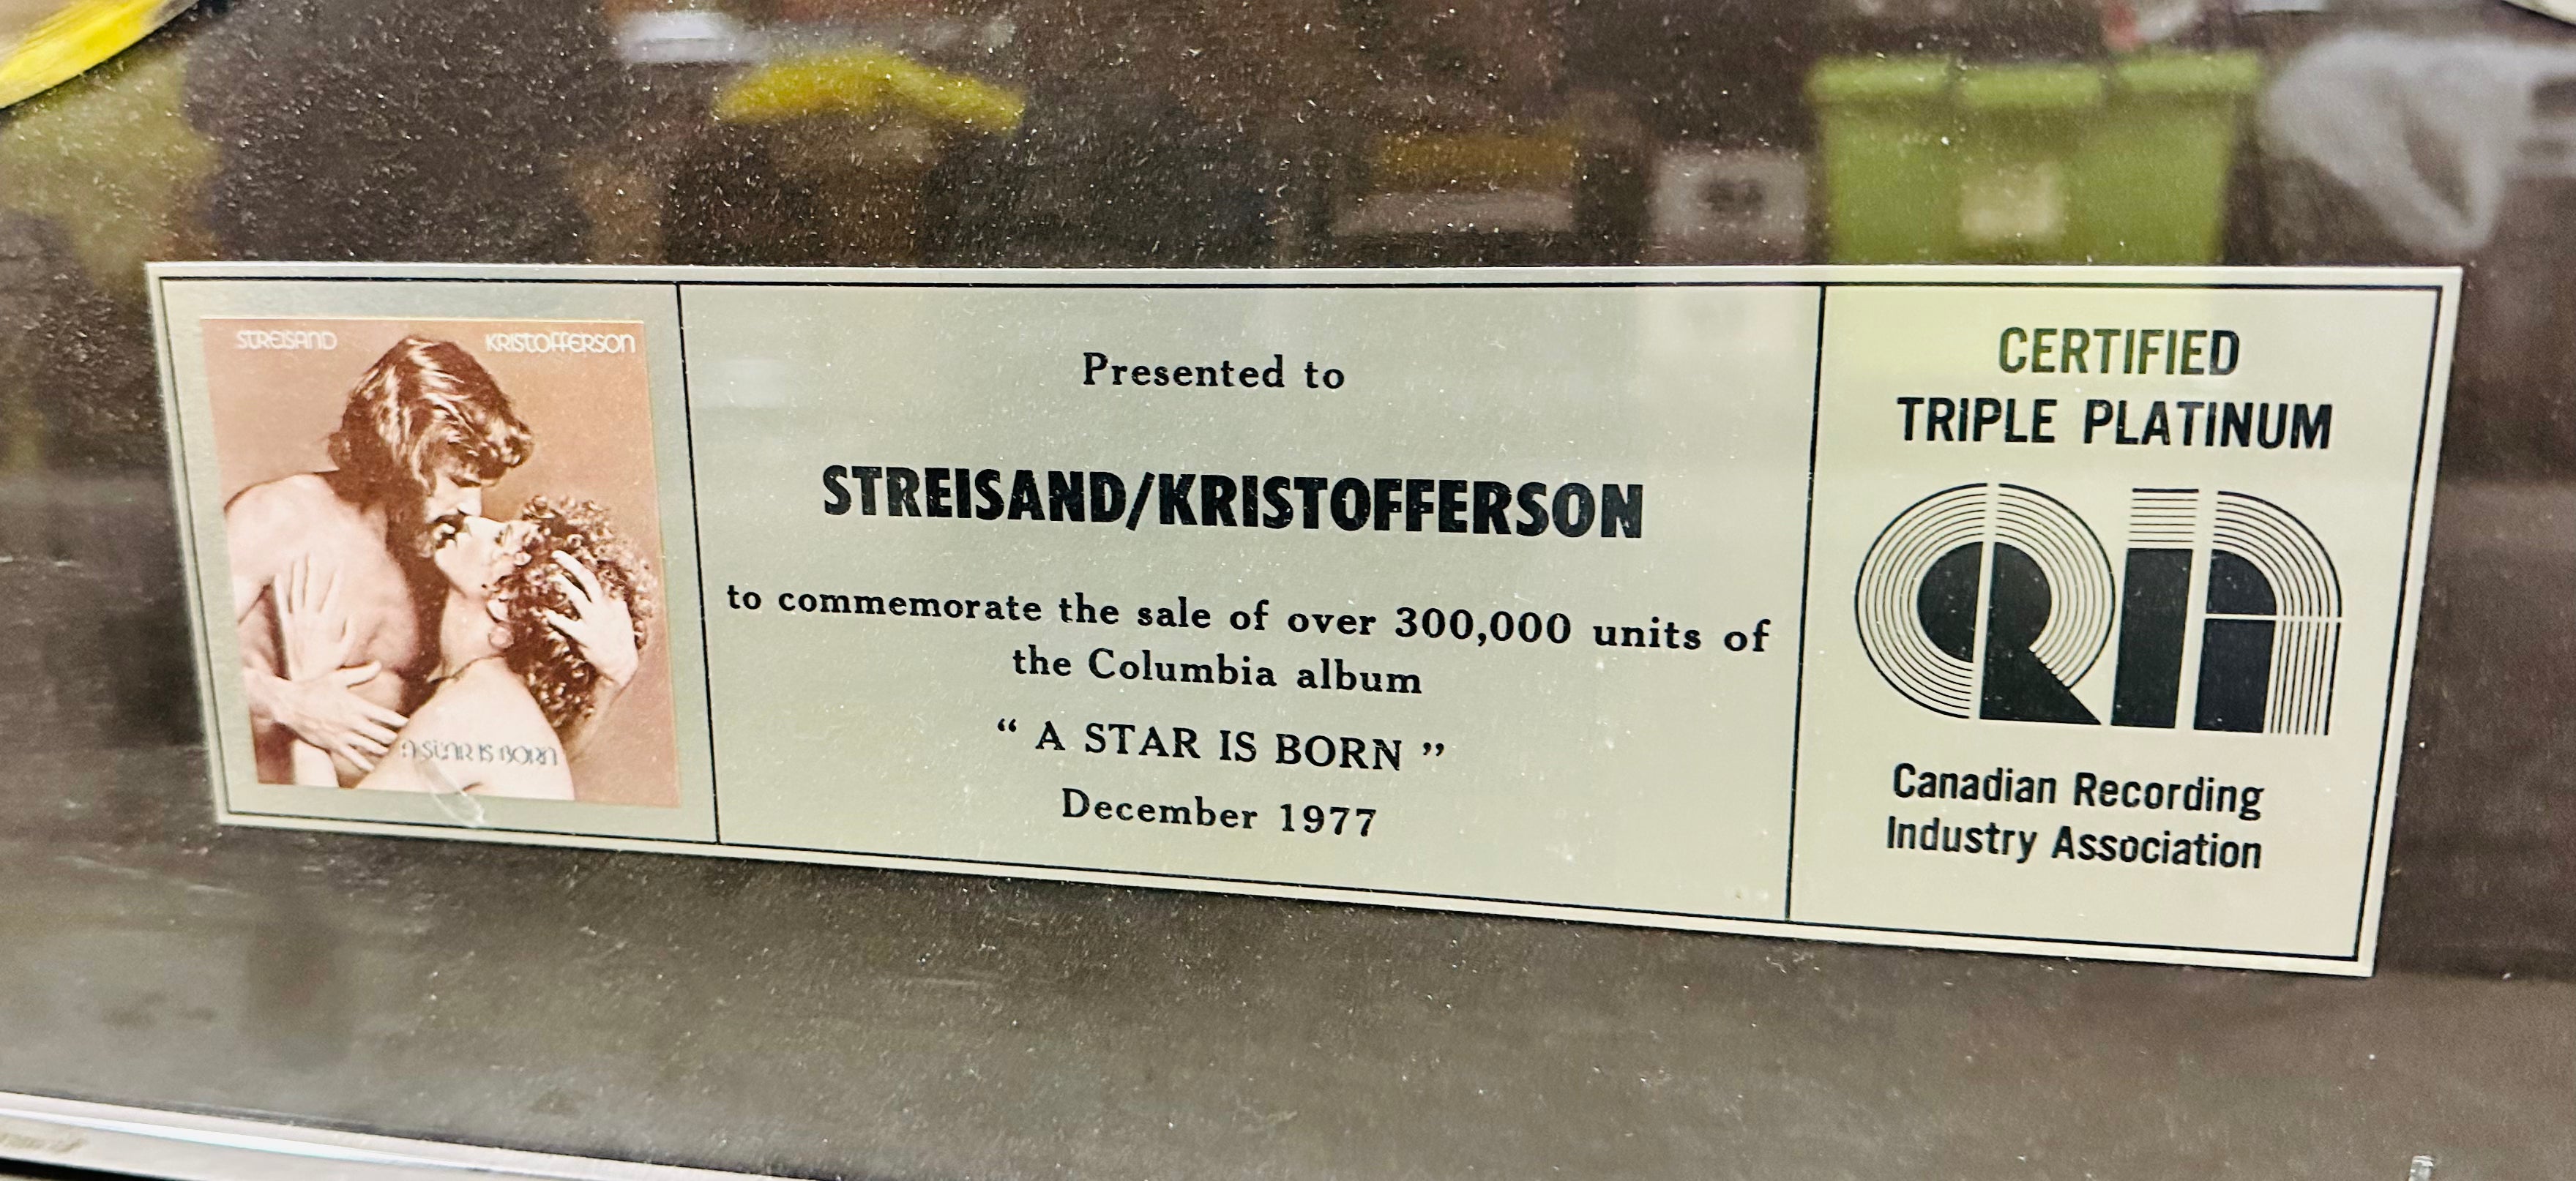 STREISAND KRISTOFFERSON
A STAR IS BORN
Presented to
STREISAND/KRISTOFFERSON
to commemorate the sale of over 300,000 units of
the Columbia album
“ A STAR IS BORN ”
December 1977
CERTIFIED
TRIPLE PLATINUM
CRIA
Canadian Recording
Industry Association